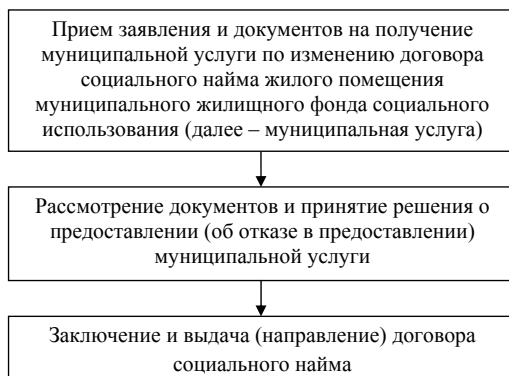 Прием заявления и документов на получение
муниципальной услуги по изменению договора
социального найма жилого помещения
муниципального жилищного фонда социального
использования (далее – муниципальная услуга)
Рассмотрение документов и принятие решения о
предоставлении (об отказе в предоставлении)
муниципальной услуги
Заключение и выдача (направление) договора
социального найма